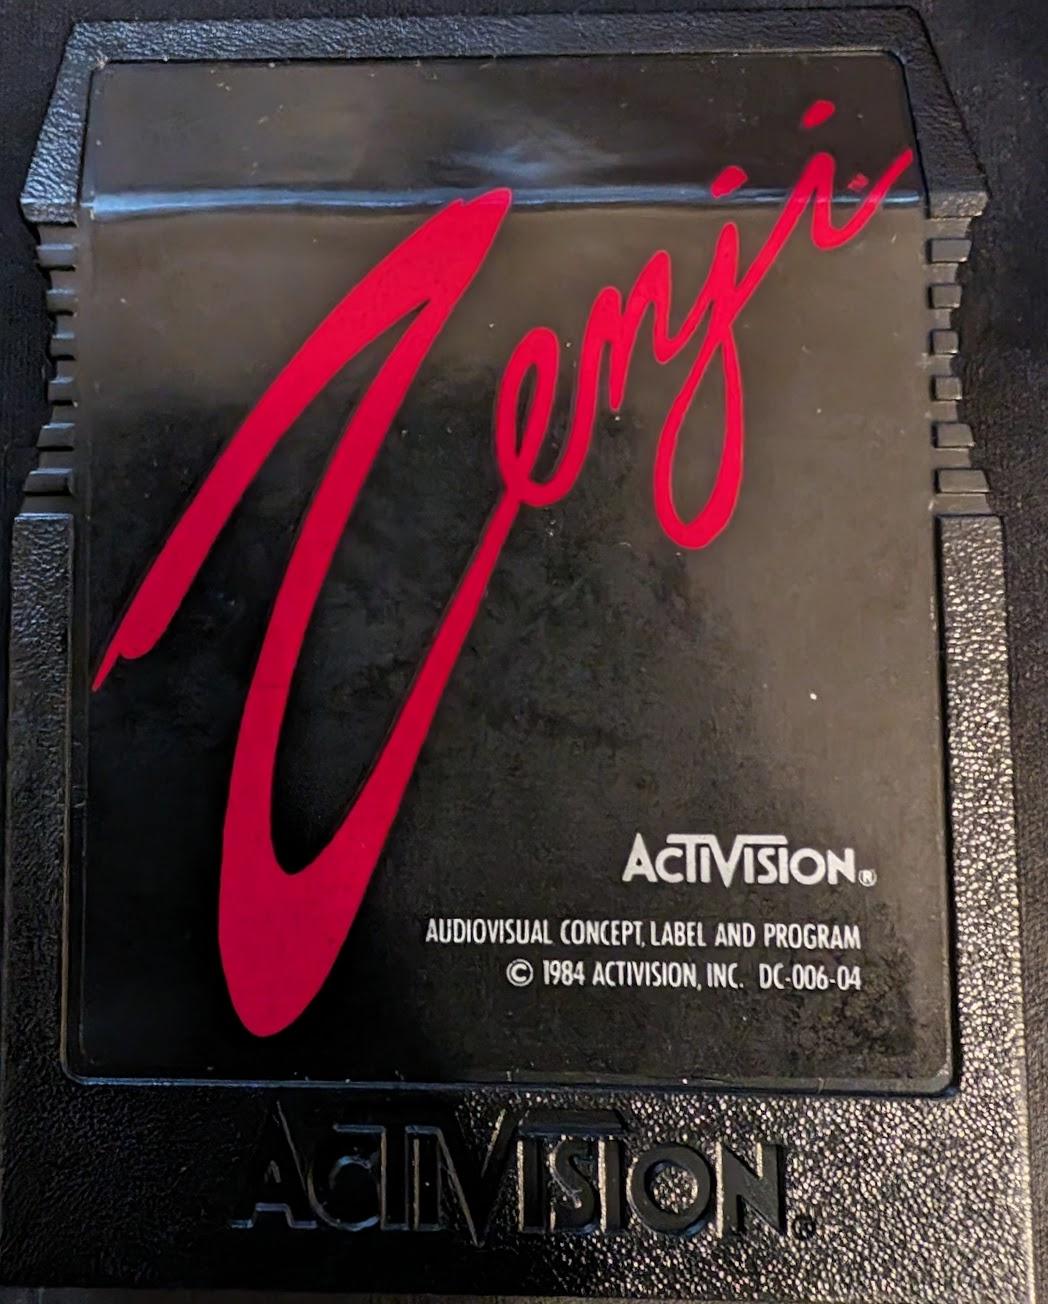 Zenji
ACTIVISION®
AUDIOVISUAL CONCEPT, LABEL AND PROGRAM
© 1984 ACTIVISION, INC. DC-006-04
ACTIVISION®